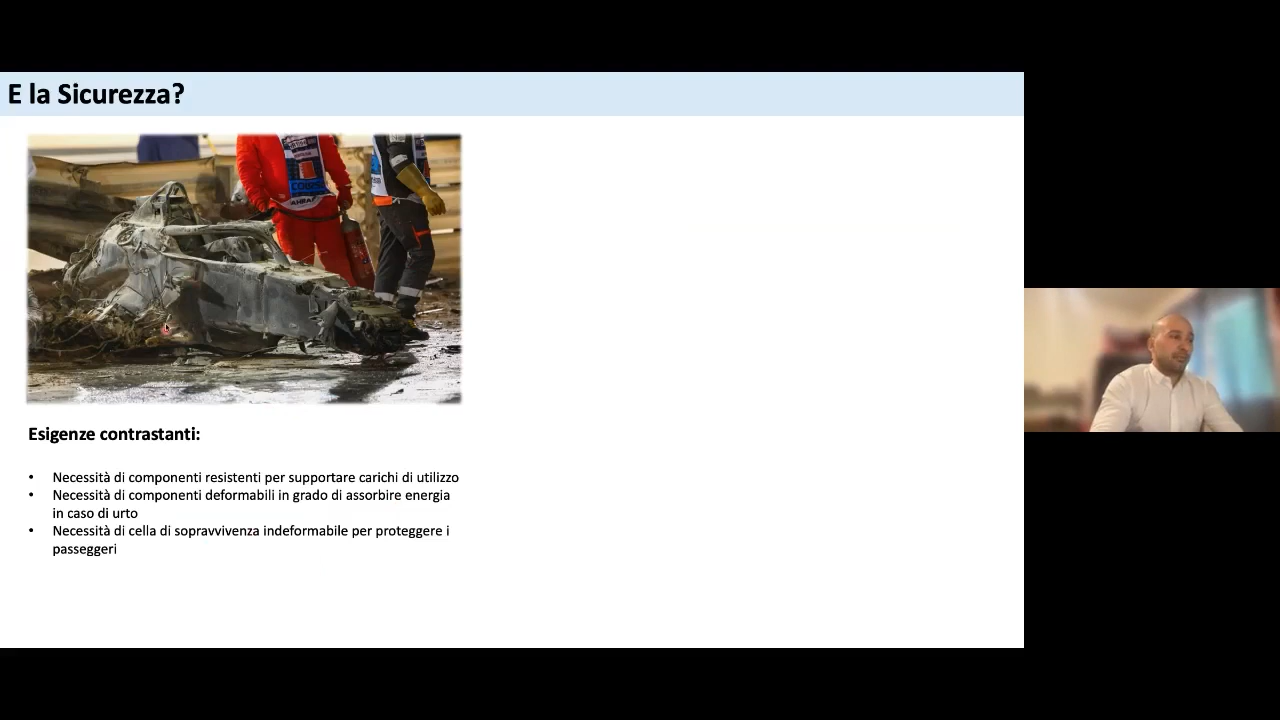 E la Sicurezza?
Esigenze contrastanti:
• Necessità di componenti resistenti per supportare carichi di utilizzo
• Necessità di componenti deformabili in grado di assorbire energia
in caso di urto
• Necessità di cella di sopravvivenza indeformabile per proteggere i
passeggeri